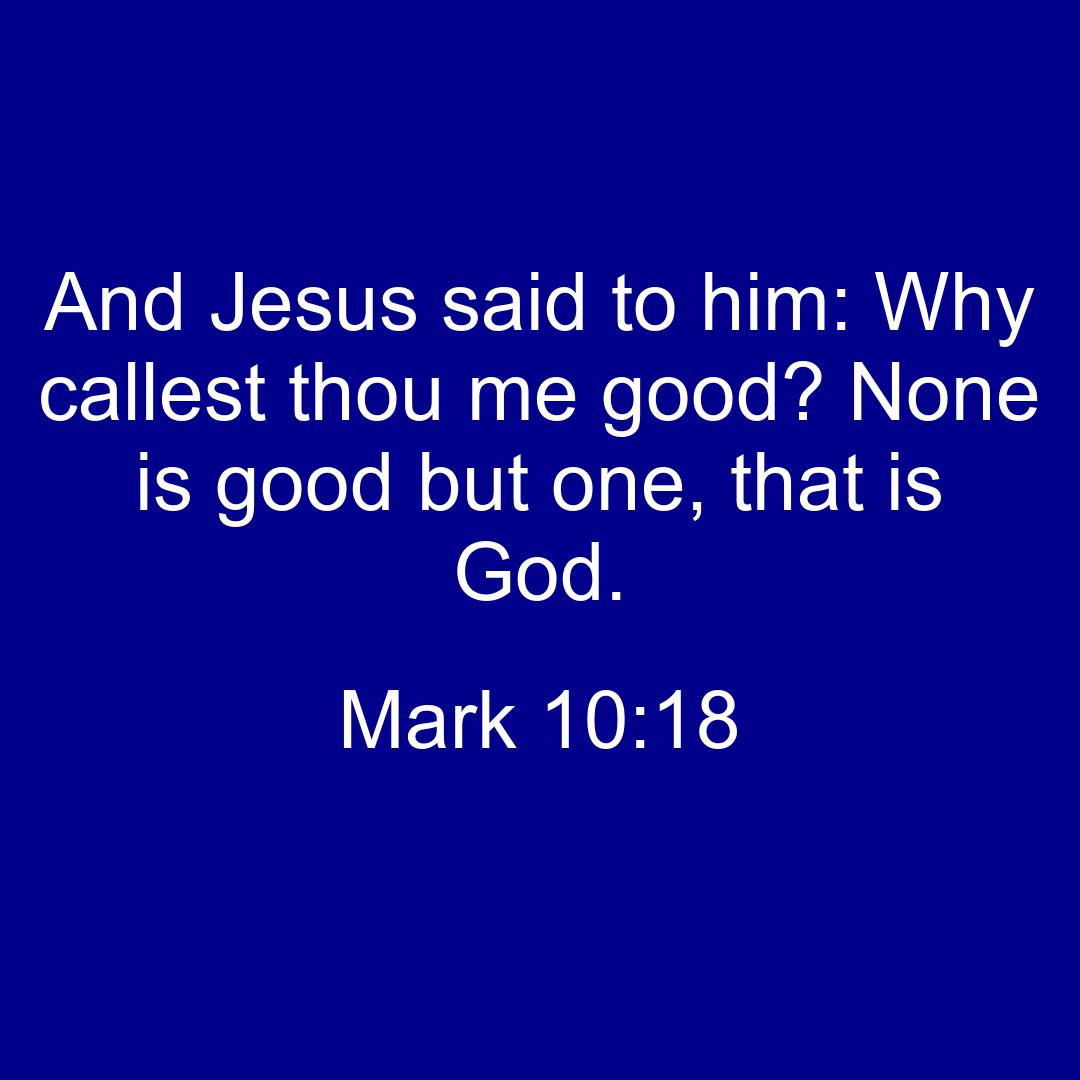 And Jesus said to him: Why
callest thou me good? None
is good but one, that is
God.
Mark 10:18